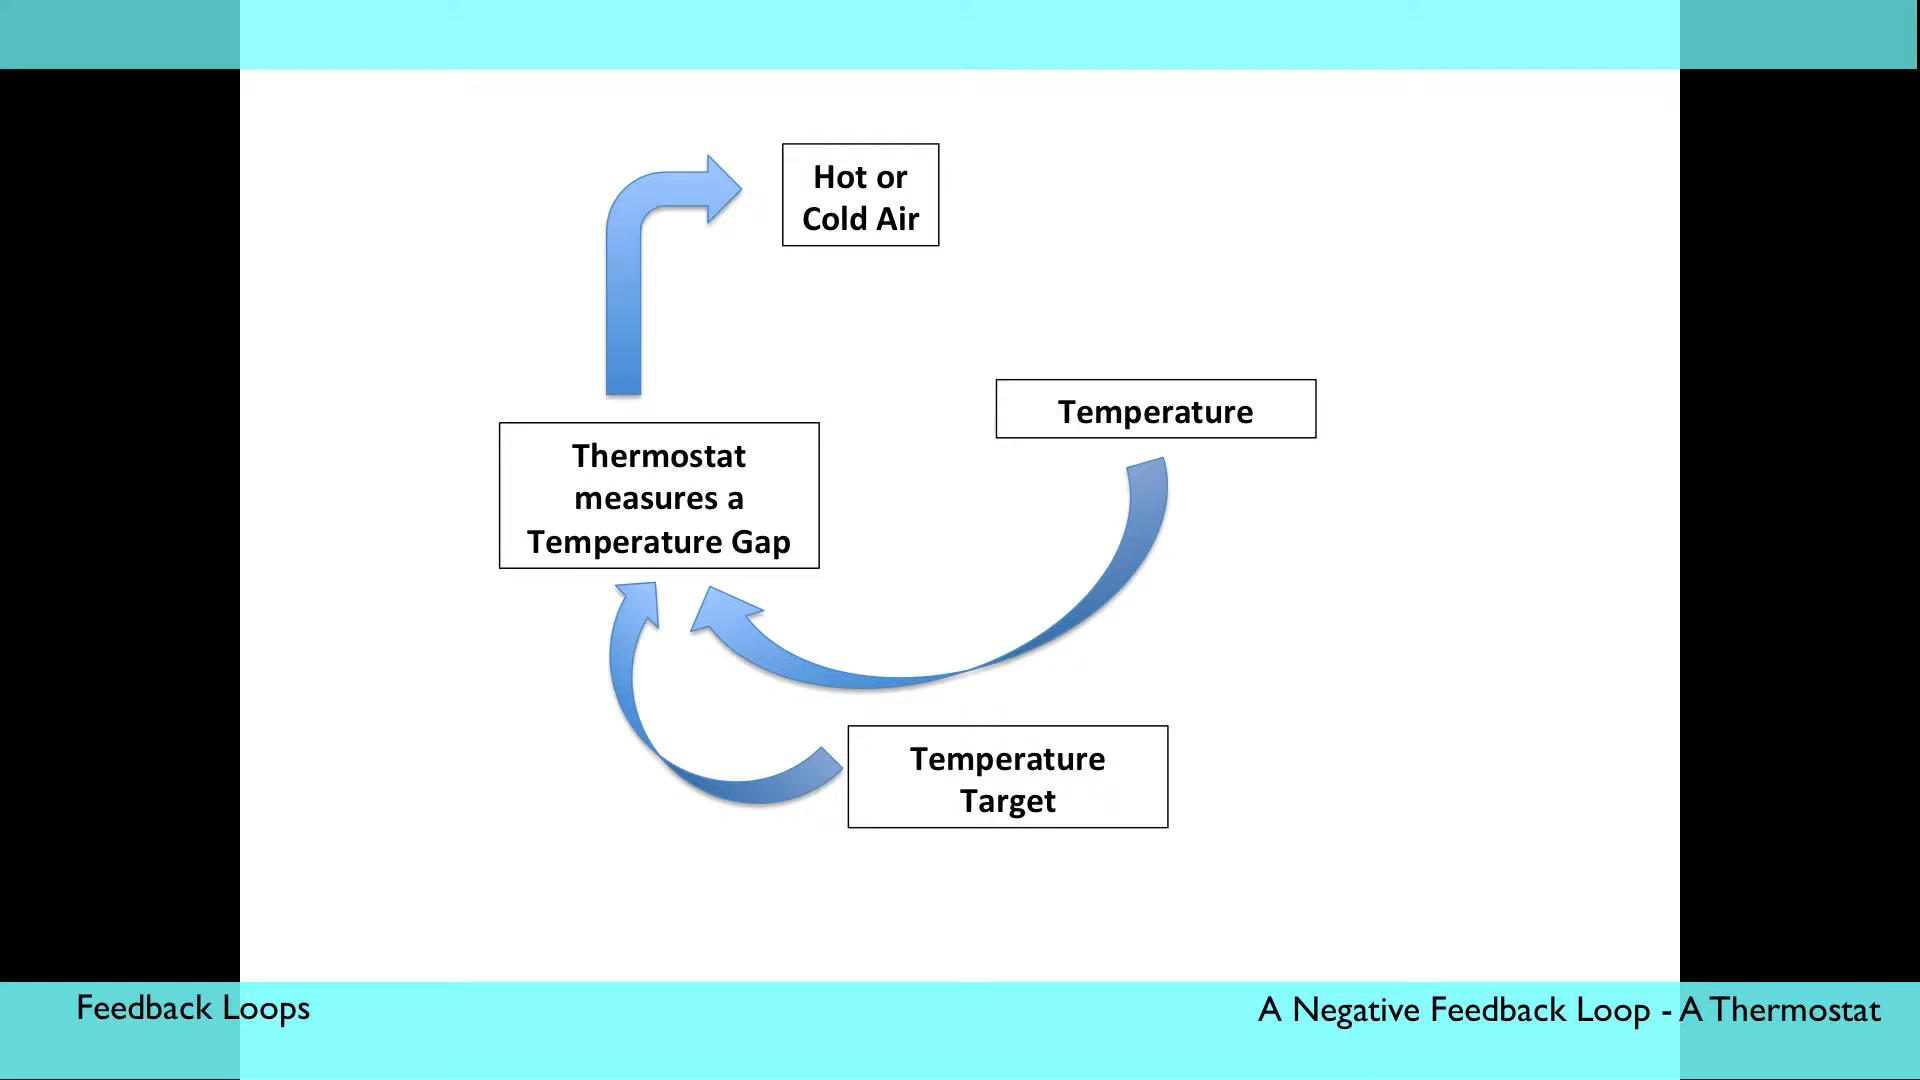 Hot or
Cold Air
Temperature
Thermostat
measures a
Temperature Gap
Temperature
Target
Feedback Loops
A Negative Feedback Loop - A Thermostat